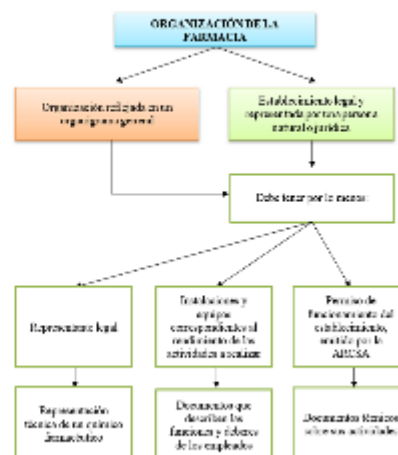 ORGANIZACIÓN DE LA
FARMACIA
Organización reflejada en un
organigrama general
Establecimiento legal y
representada por una persona
natural o jurídica
Debe tener por lo menos:
Representante legal
Instalaciones y
equipos
correspondientes al
rendimiento de las
actividades a realizar
Permiso de
funcionamiento del
establecimiento,
emitido por la
ARCSA
Representación
técnica de un químico
farmacéutico
Documentos que
describan las
funciones y deberes
de los empleados
Documentos técnicos
sobre sus actividades